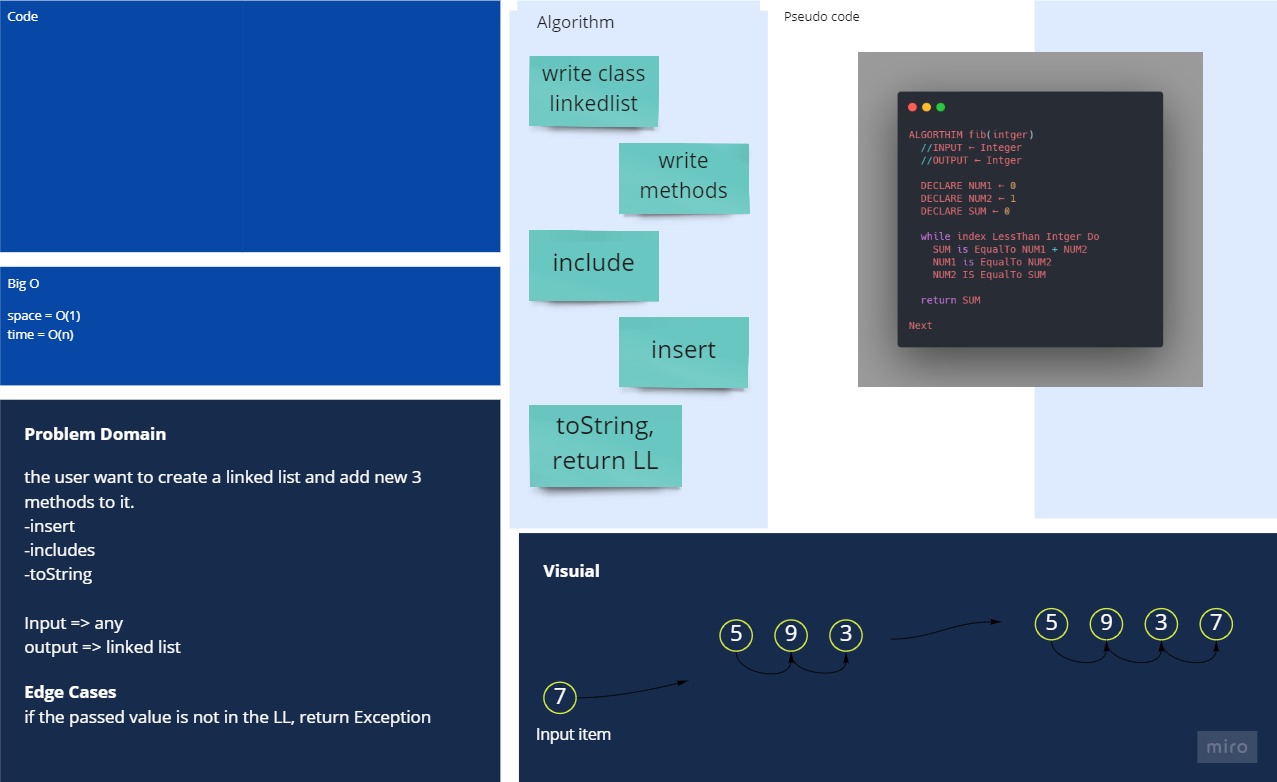 Code
Big O
space = O(1)
time = O(n)
Problem Domain
the user want to create a linked list and add new 3
methods to it.
-insert
-includes
-toString
Input => any
output => linked list
Edge Cases
if the passed value is not in the LL, return Exception
Algorithm
write class
linkedlist
write
methods
include
insert
toString,
return LL
Pseudo code
ALGORTHIM fib(intger)
//INPUT ← Integer
//OUTPUT ← Intger
DECLARE NUM1 ← 0
DECLARE NUM2 ← 1
DECLARE SUM ← 0
while index LessThan Intger Do
SUM is EqualTo NUM1 + NUM2
NUM1 is EqualTo NUM2
NUM2 IS EqualTo SUM
return SUM
Next
Visuial
5 9 3
5 9 3 7
7
Input item
miro